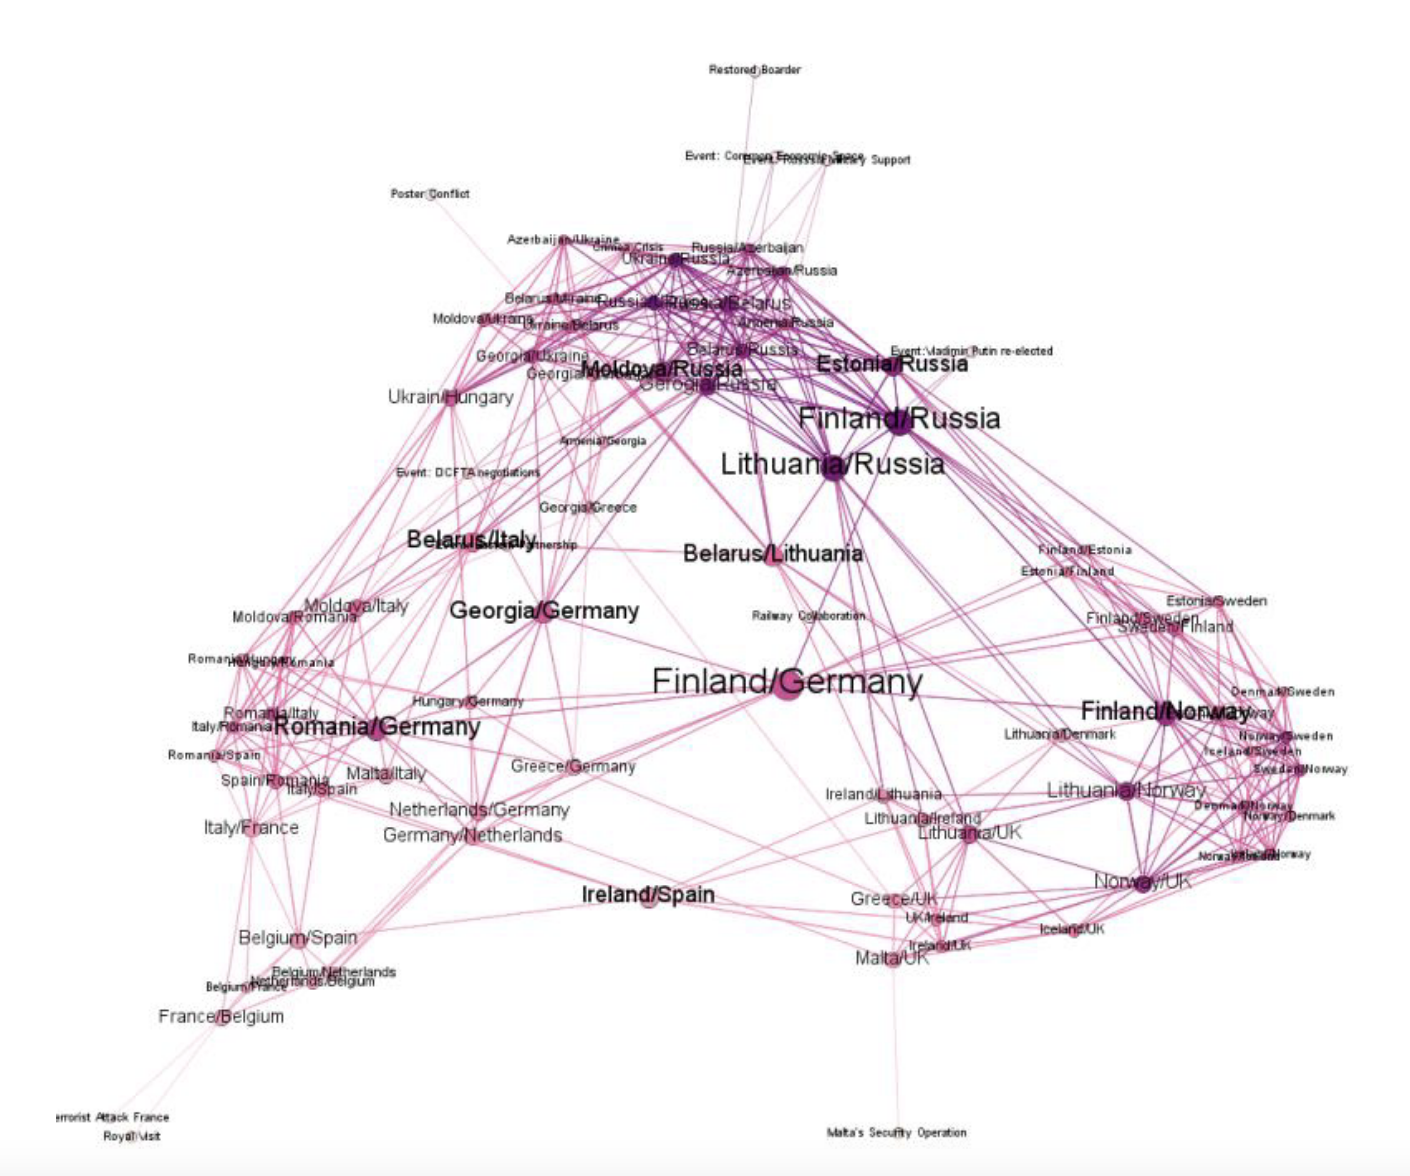 Restored Boarder
Event: Common Economic Space
Event: Russsia Military Support
Poster Conflict
Azerbaijan/Ukraine
Crimea Crisis
Russia/Azerbaijan
Ukraine/Russia
Azerbaijan/Russia
Belarus/Ukraine
Russia/Ukraine
Russia/Belarus
Moldova/Ukraine
Ukraine/Belarus
Armenia/Russia
Belarus/Russia
Event:Vladimir Putin re-elected
Georgia/Ukraine
Estonia/Russia
Moldova/Russia
Gerogia/Russia
Ukrain/Hungary
Finland/Russia
Armenia/Georgia
Lithuania/Russia
Event: DCFTA negotiations
Georgia/Greece
Belarus/Italy
Partnership
Belarus/Lithuania
Finland/Estonia
Estonia/Finland
Estonia/Sweden
Moldova/Italy
Moldova/Romania
Georgia/Germany
Railway Collaboration
Finland/Sweden
Sweden/Finland
Romania/Hungary
Hungary/Romania
Finland/Germany
Denmark/Sweden
Hungary/Germany
Romania/Italy
Finland/Norway
Italy/Romania
Romania/Germany
Lithuania/Denmark
Norway/Sweden
Iceland/Sweden
Romania/Spain
Greece/Germany
Sweden/Norway
Spain/Romania
Malta/Italy
Italy/Spain
Ireland/Lithuania
Lithuania/Norway
Netherlands/Germany
Denmark/Norway
Lithuania/Ireland
Norway/Denmark
Italy/France
Germany/Netherlands
Lithuania/UK
Norway/UK
Ireland/Spain
Greece/UK
UK/Ireland
Iceland/UK
Belgium/Spain
Ireland/UK
Malta/UK
Belgium/Netherlands
Netherlands/Belgium
Belgium/France
France/Belgium
errorist Attack France
Royal Visit
Malta's Security Operation